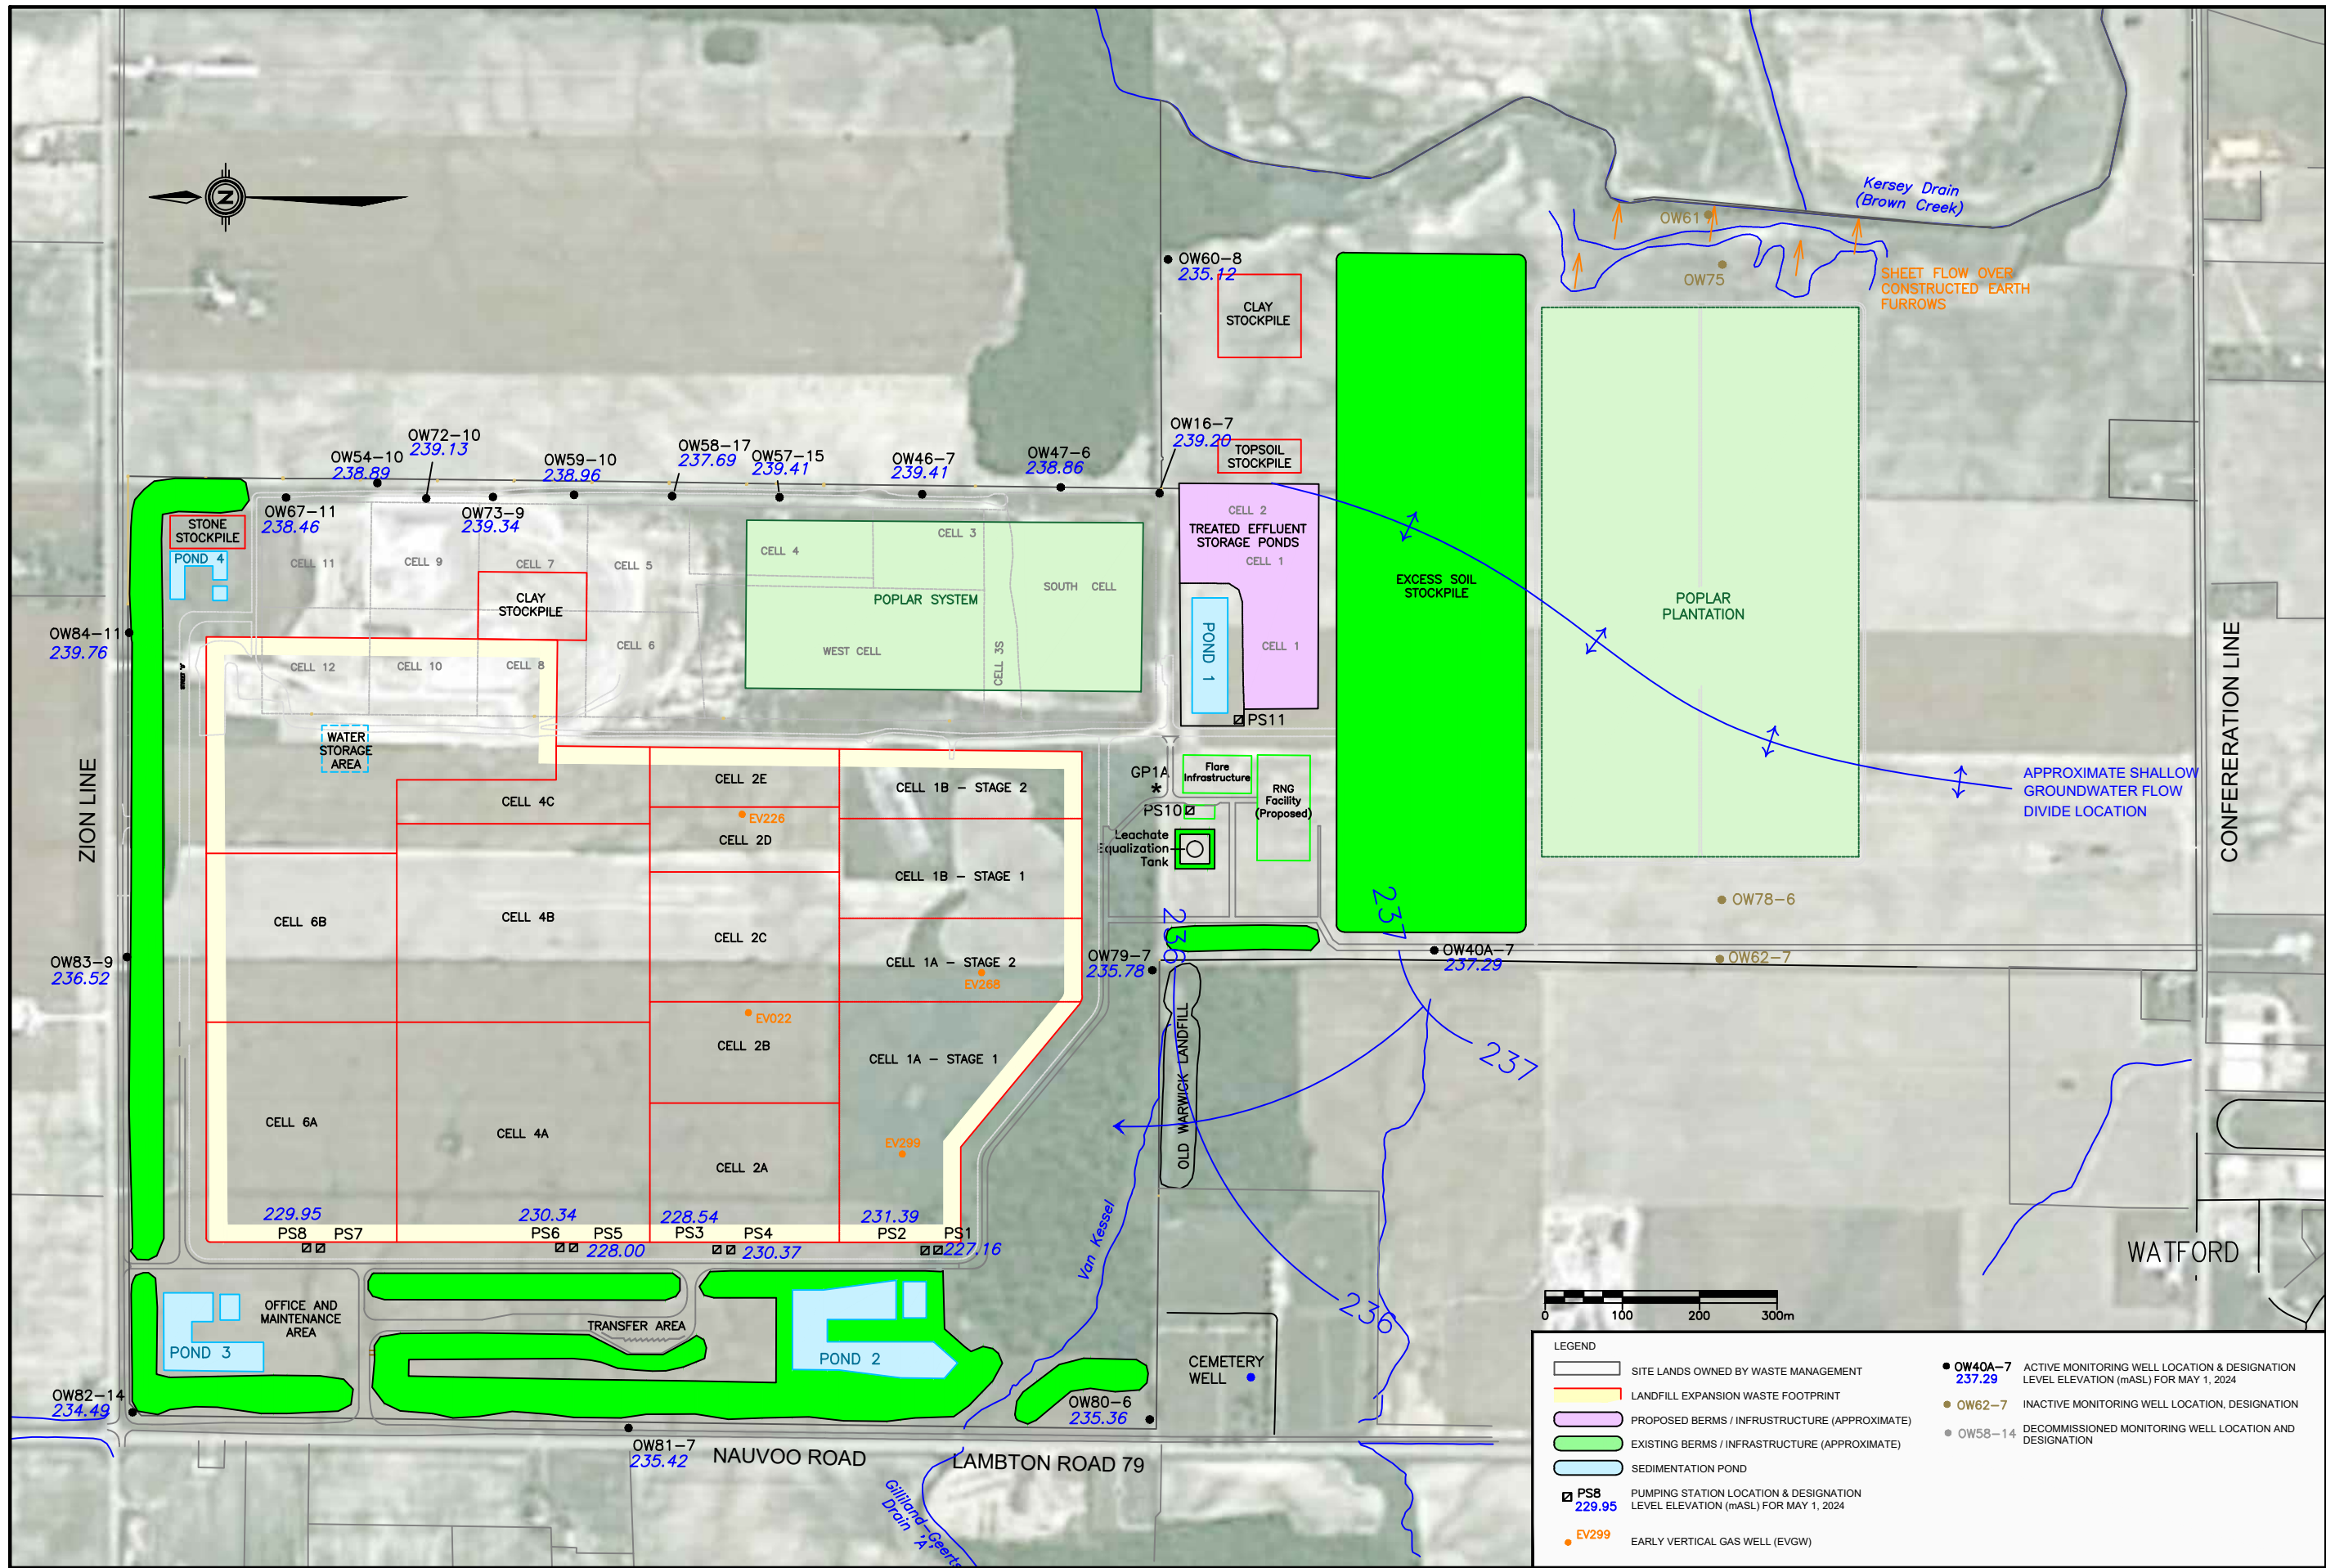 Kersey Drain
(Brown Creek)
N
OW61
OW75
SHEET FLOW OVER
CONSTRUCTED EARTH
FURROWS
OW60-8
235.12
CLAY
STOCKPILE
OW16-7
239.20
TOPSOIL
STOCKPILE
OW54-10
238.89
OW72-10
239.13
OW59-10
238.96
OW58-17
237.69
OW57-15
239.41
OW46-7
239.41
OW47-6
238.86
OW67-11
238.46
OW73-9
239.34
STONE
STOCKPILE
POND 4
CELL 11
CELL 9
CELL 7
CELL 5
CLAY
STOCKPILE
CELL 12
CELL 10
CELL 8
CELL 6
CELL 4
CELL 3
POPLAR SYSTEM
SOUTH CELL
WEST CELL
CELL 3S
CELL 2
TREATED EFFLUENT
STORAGE PONDS
CELL 1
CELL 1
POND 1
PS11
EXCESS SOIL
STOCKPILE
POPLAR
PLANTATION
OW84-11
239.76
ZION LINE
CONFEFERATION LINE
WATER
STORAGE
AREA
CELL 2E
CELL 1B - STAGE 2
CELL 4C
EV226
CELL 2D
CELL 1B - STAGE 1
GP1A
*
Flare
Infrastructure
RNG
Facility
(Proposed)
PS10
Leachate
Equalization
Tank
APPROXIMATE SHALLOW
GROUNDWATER FLOW
DIVIDE LOCATION
CELL 6B
CELL 4B
CELL 2C
CELL 1A - STAGE 2
EV268
OW83-9
236.52
OW79-7
235.78
236
237
OW40A-7
237.29
OW78-6
OW62-7
EV022
CELL 2B
CELL 1A - STAGE 1
OLD WARWICK LANDFILL
237
CELL 6A
CELL 4A
CELL 2A
EV299
Van Kessel
229.95
PS8
PS7
230.34
PS6
PS5
228.00
228.54
PS3
PS4
230.37
231.39
PS2
PS1
227.16
236
WATFORD
OFFICE AND
MAINTENANCE
AREA
POND 3
TRANSFER AREA
POND 2
CEMETERY
WELL
OW82-14
234.49
OW81-7
235.42
OW80-6
235.36
NAUVOO ROAD
LAMBTON ROAD 79
Gilliland-Geerts
Drain 'A'
0 100 200 300m
LEGEND
SITE LANDS OWNED BY WASTE MANAGEMENT
LANDFILL EXPANSION WASTE FOOTPRINT
PROPOSED BERMS / INFRASTRUCTURE (APPROXIMATE)
EXISTING BERMS / INFRASTRUCTURE (APPROXIMATE)
SEDIMENTATION POND
PS8
229.95
PUMPING STATION LOCATION & DESIGNATION
LEVEL ELEVATION (mASL) FOR MAY 1, 2024
EV299
EARLY VERTICAL GAS WELL (EVGW)
OW40A-7
237.29
ACTIVE MONITORING WELL LOCATION & DESIGNATION
LEVEL ELEVATION (mASL) FOR MAY 1, 2024
OW62-7
INACTIVE MONITORING WELL LOCATION, DESIGNATION
OW58-14
DECOMMISSIONED MONITORING WELL LOCATION AND
DESIGNATION